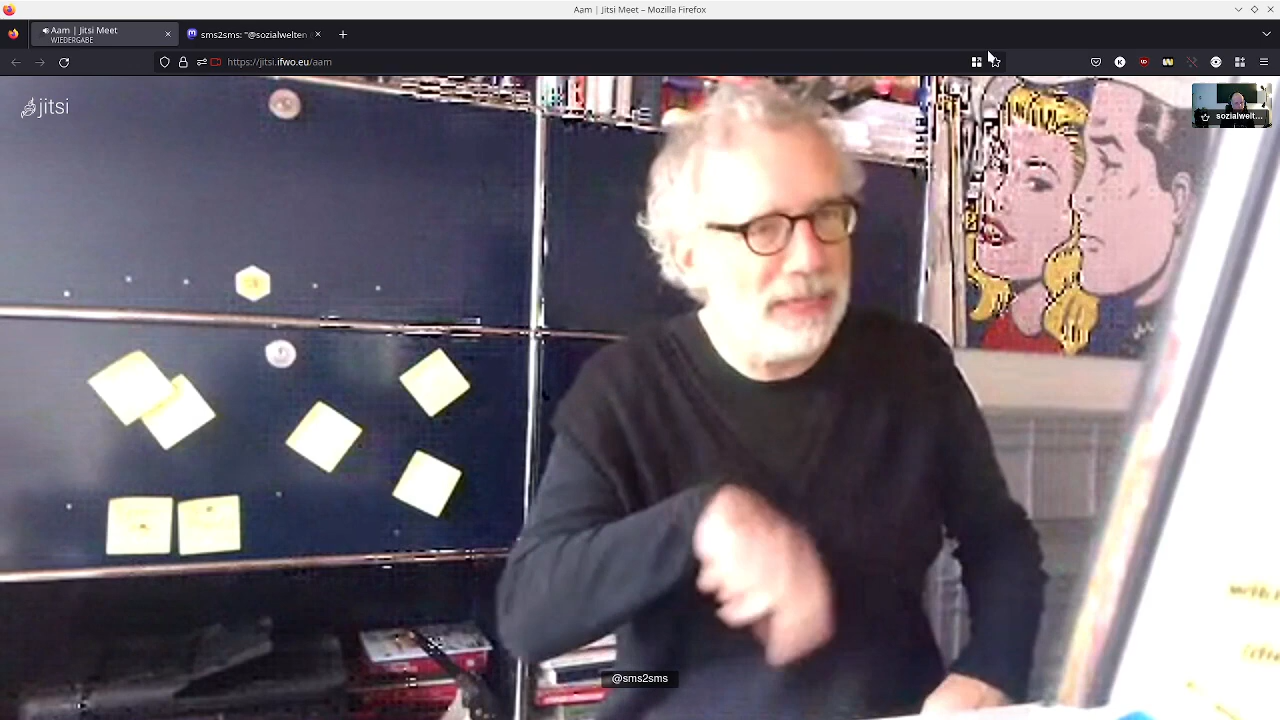 Aam | Jitsi Meet – Mozilla Firefox
Aam | Jitsi Meet
WIEDERGABE
sms2sms: "@sozialwelten
https://jitsi.ifwo.eu/aam
jitsi
sozialwelt...
@sms2sms